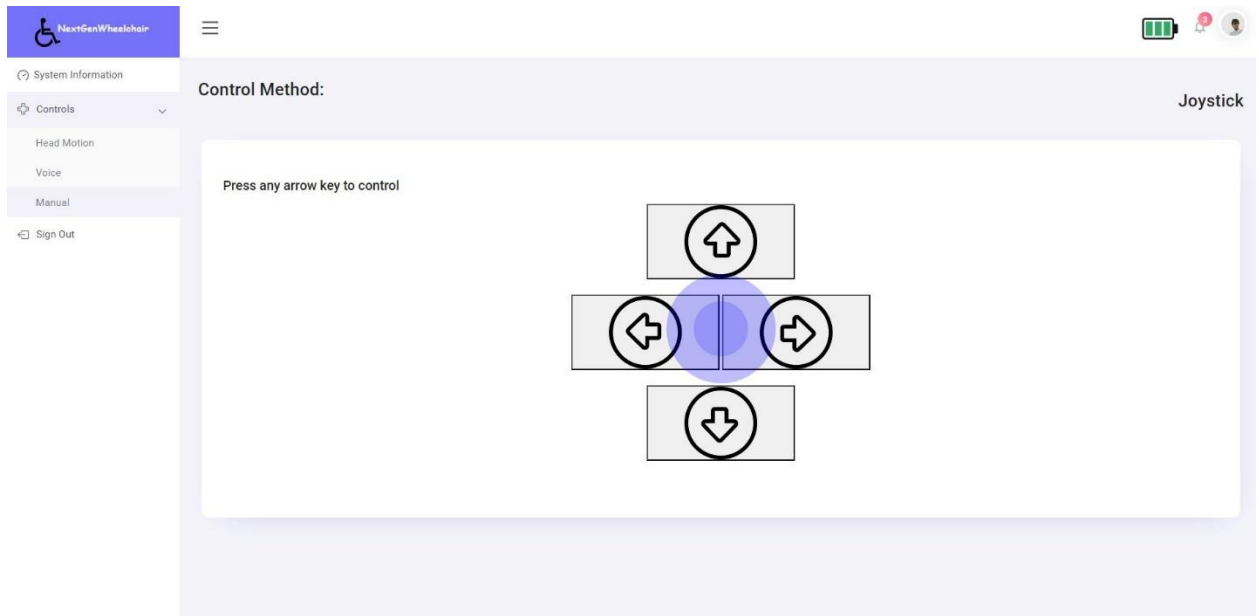 NextGenWheelchair
3
System Information
Controls
Head Motion
Voice
Manual
Sign Out
Control Method:
Joystick
Press any arrow key to control